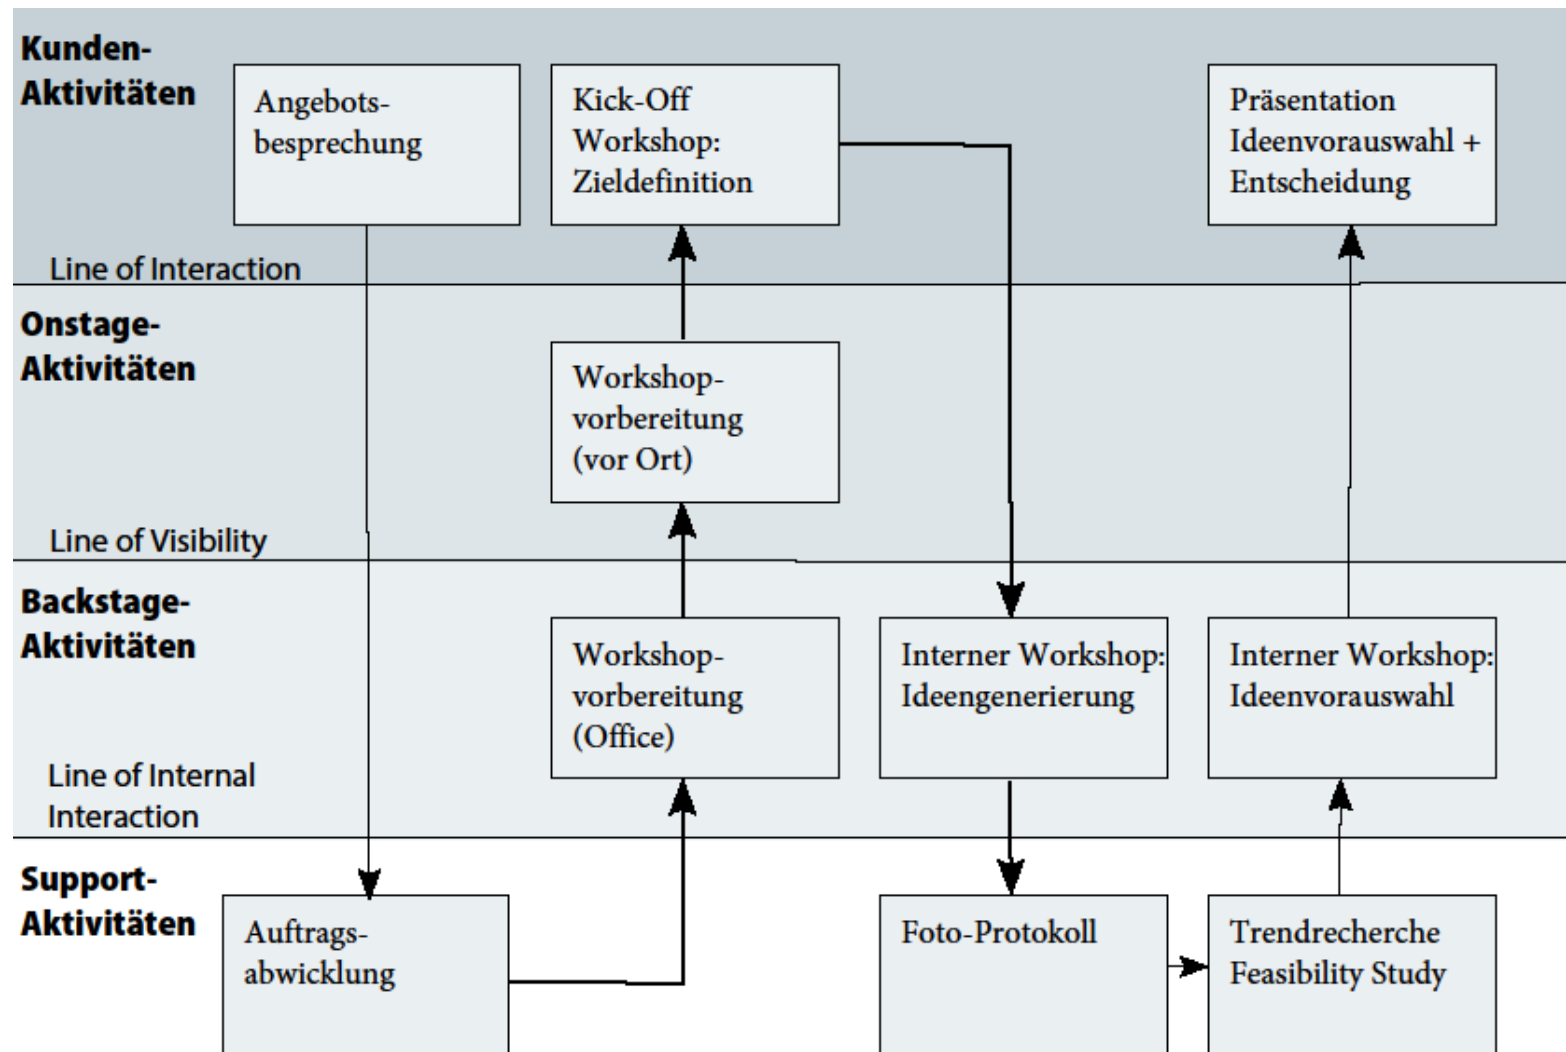 Kunden-
Aktivitäten
Angebots-
besprechung
Kick-Off
Workshop:
Zieldefinition
Präsentation
Ideenvorauswahl +
Entscheidung
Line of Interaction
Onstage-
Aktivitäten
Workshop-
vorbereitung
(vor Ort)
Line of Visibility
Backstage-
Aktivitäten
Workshop-
vorbereitung
(Office)
Interner Workshop:
Ideengenerierung
Interner Workshop:
Ideenvorauswahl
Line of Internal
Interaction
Support-
Aktivitäten
Auftrags-
abwicklung
Foto-Protokoll
Trendrecherche
Feasibility Study